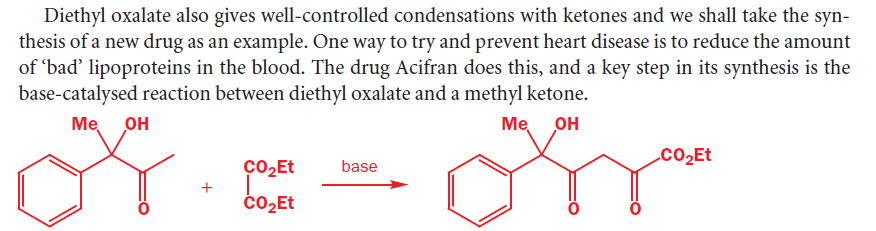 Diethyl oxalate also gives well-controlled condensations with ketones and we shall take the syn-
thesis of a new drug as an example. One way to try and prevent heart disease is to reduce the amount
of ‘bad’ lipoproteins in the blood. The drug Acifran does this, and a key step in its synthesis is the
base-catalysed reaction between diethyl oxalate and a methyl ketone.
Me OH
O
+
CO2Et
CO2Et
base
Me OH
O
O
CO2Et